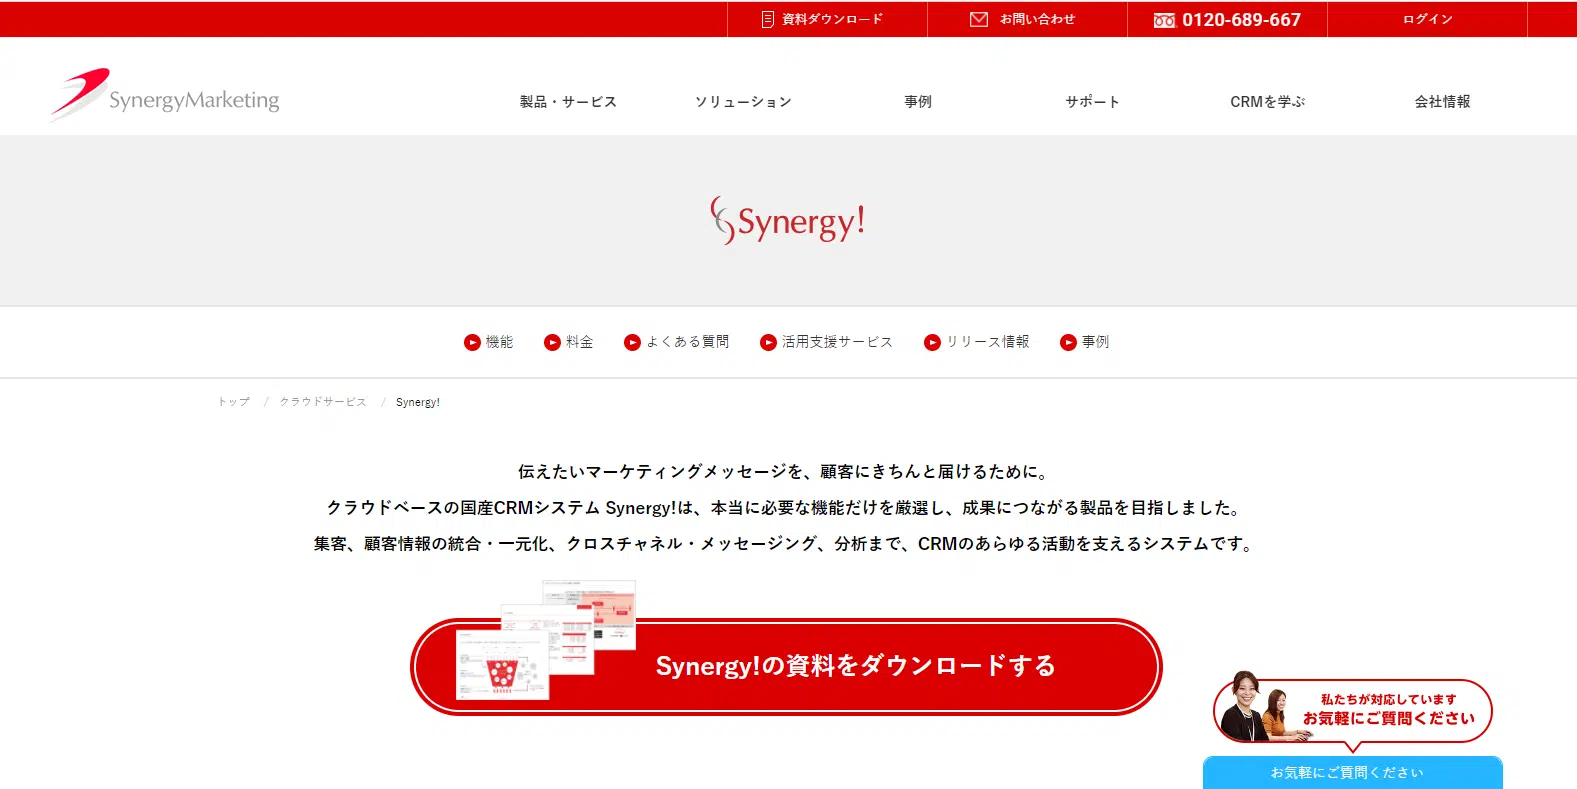 資料ダウンロード
お問い合わせ
0120-689-667
ログイン
SynergyMarketing
製品・サービス
ソリューション
事例
サポート
CRMを学ぶ
会社情報
Synergy!
機能
料金
よくある質問
活用支援サービス
リリース情報
事例
トップ / クラウドサービス / Synergy!
伝えたいマーケティングメッセージを、顧客にきちんと届けるために。
クラウドベースの国産CRMシステム Synergy!は、本当に必要な機能だけを厳選し、成果につながる製品を目指しました。
集客、顧客情報の統合・一元化、クロスチャネル・メッセージング、分析まで、CRMのあらゆる活動を支えるシステムです。
Synergy!の資料をダウンロードする
私たちが対応しています
お気軽にご質問ください
お気軽にご質問ください